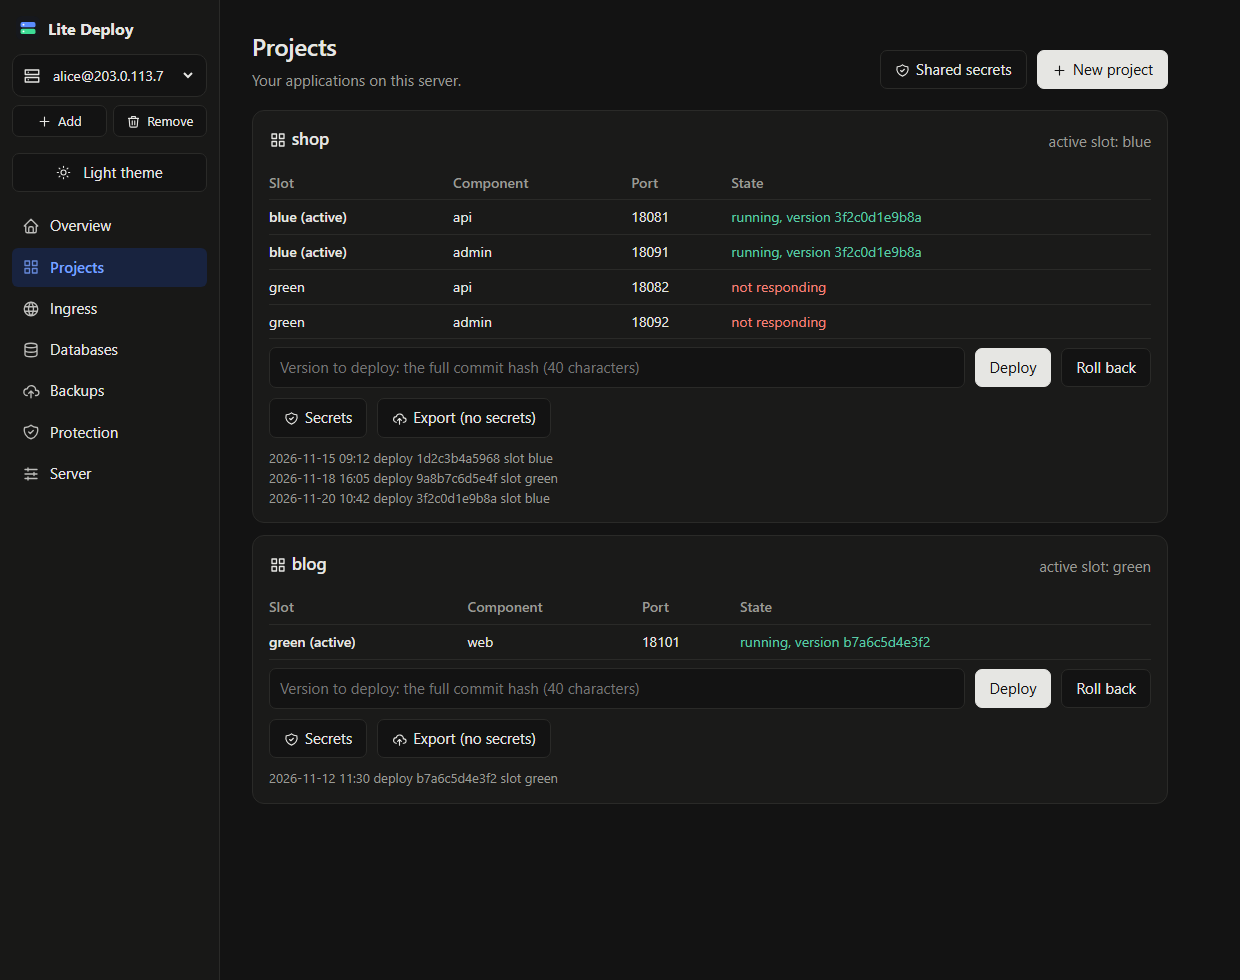 Lite Deploy
alice@203.0.113.7
Add
Remove
Light theme
Overview
Projects
Ingress
Databases
Backups
Protection
Server
Projects
Your applications on this server.
Shared secrets
New project
shop
active slot: blue
Slot Component Port State
blue (active) api 18081 running, version 3f2c0d1e9b8a
blue (active) admin 18091 running, version 3f2c0d1e9b8a
green api 18082 not responding
green admin 18092 not responding
Version to deploy: the full commit hash (40 characters)
Deploy
Roll back
Secrets
Export (no secrets)
2026-11-15 09:12 deploy 1d2c3b4a5968 slot blue
2026-11-18 16:05 deploy 9a8b7c6d5e4f slot green
2026-11-20 10:42 deploy 3f2c0d1e9b8a slot blue
blog
active slot: green
Slot Component Port State
green (active) web 18101 running, version b7a6c5d4e3f2
Version to deploy: the full commit hash (40 characters)
Deploy
Roll back
Secrets
Export (no secrets)
2026-11-12 11:30 deploy b7a6c5d4e3f2 slot green